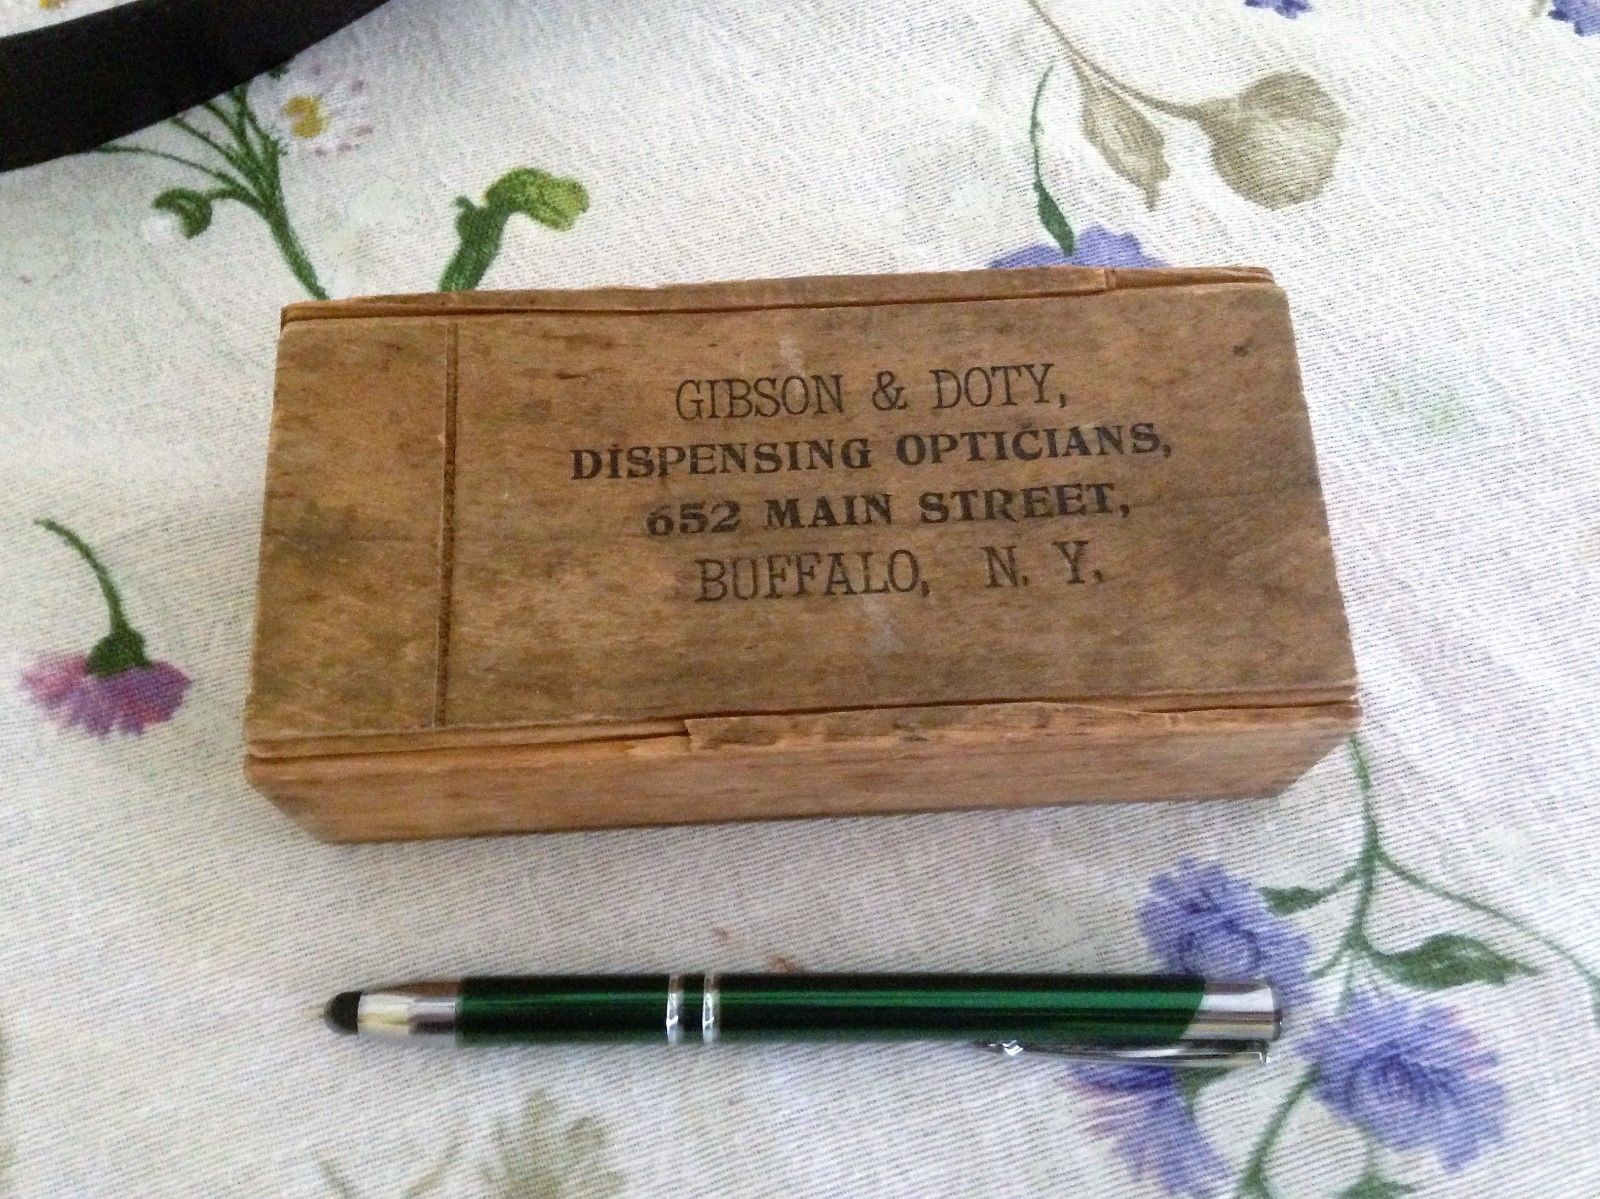 GIBSON & DOTY,
DISPENSING OPTICIANS,
652 MAIN STREET,
BUFFALO, N. Y.